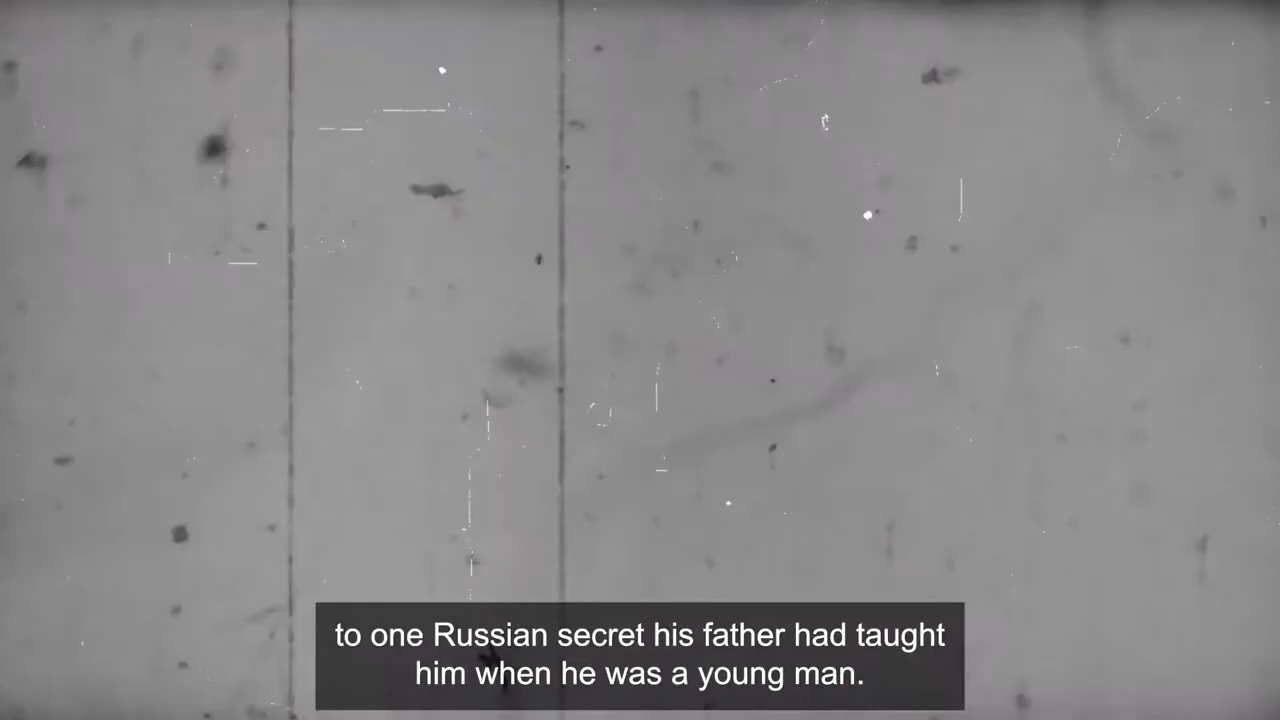 to one Russian secret his father had taught
him when he was a young man.